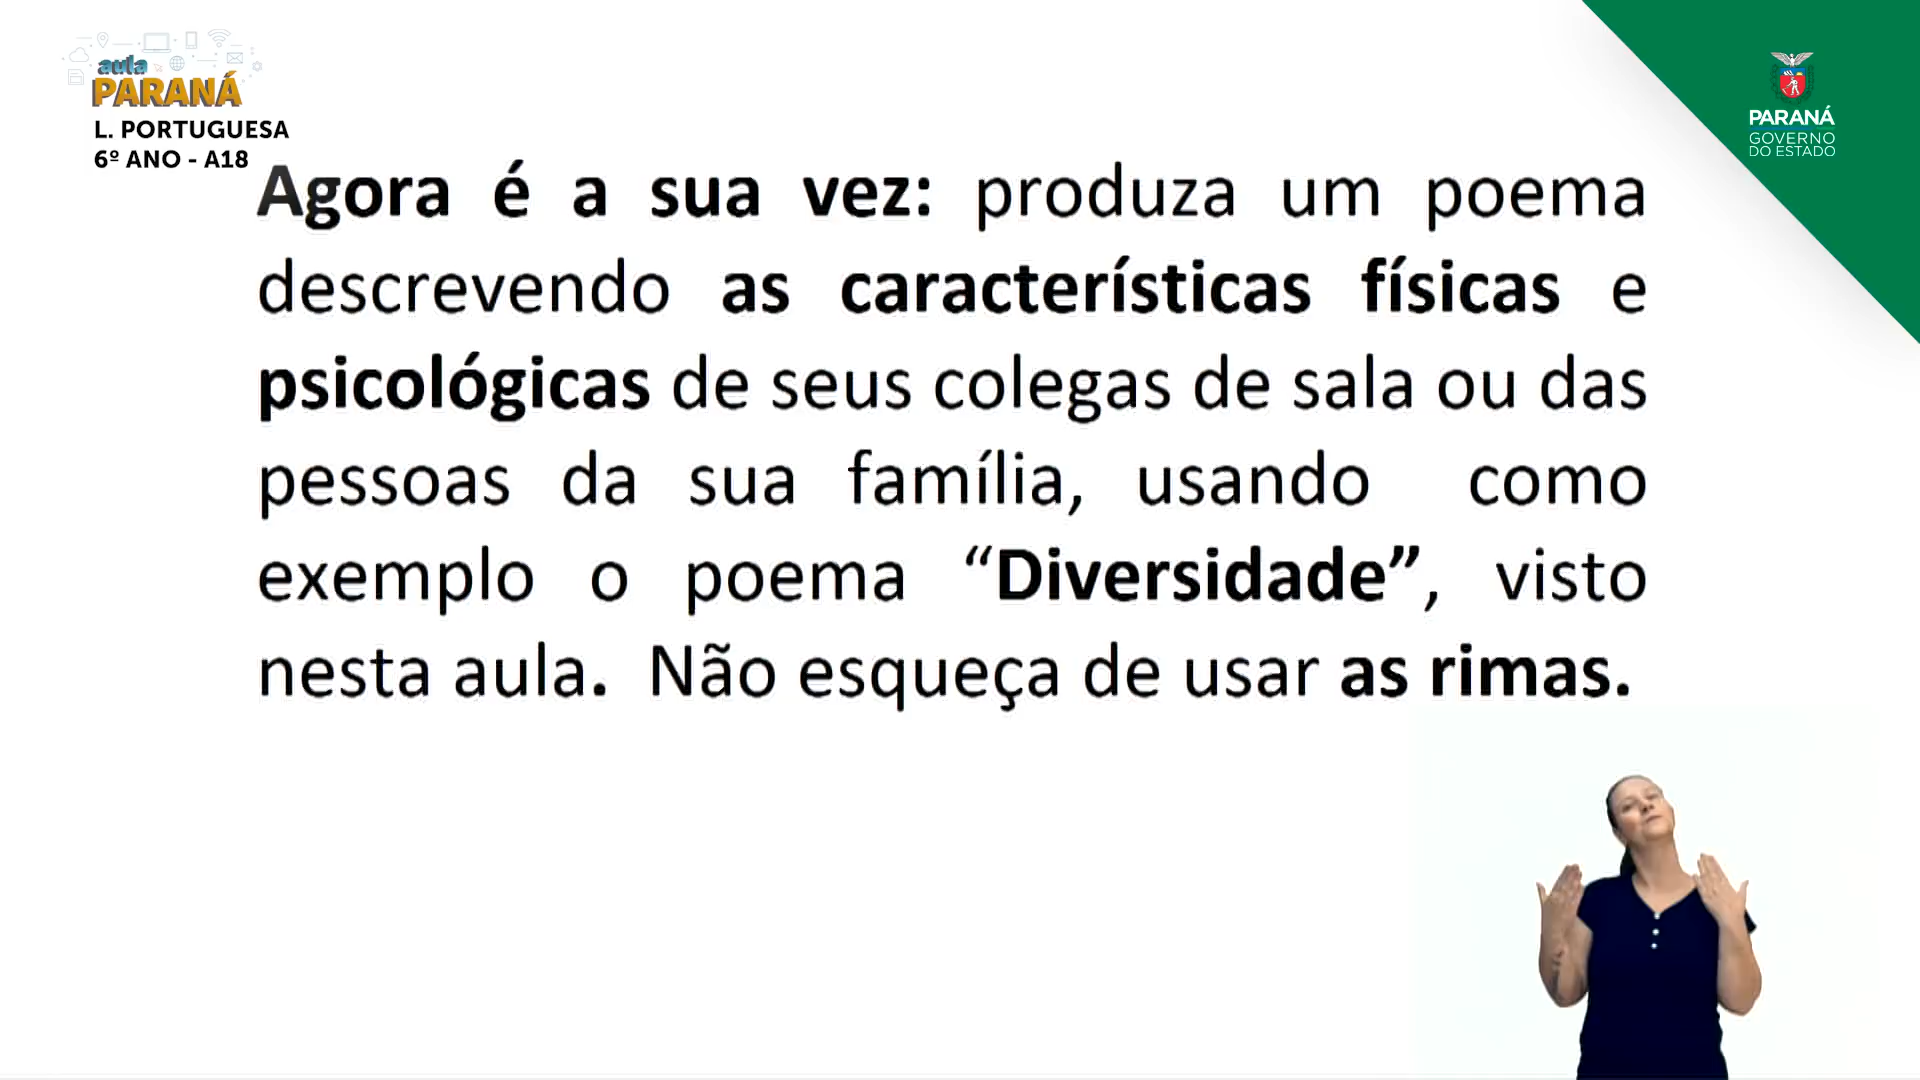 aula
PARANÁ
L. PORTUGUESA
6º ANO - A18
PARANÁ
GOVERNO
DO ESTADO
Agora é a sua vez: produza um poema
descrevendo as características físicas e
psicológicas de seus colegas de sala ou das
pessoas da sua família, usando como
exemplo o poema “Diversidade”, visto
nesta aula. Não esqueça de usar as rimas.